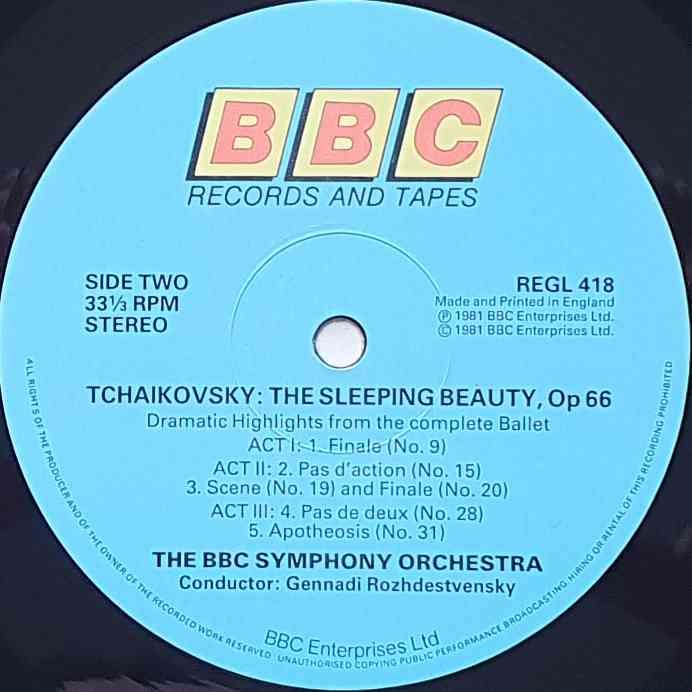 BBC
RECORDS AND TAPES
SIDE TWO
33⅓ RPM
STEREO
REGL 418
Made and Printed in England
Ⓟ 1981 BBC Enterprises Ltd.
© 1981 BBC Enterprises Ltd.
TCHAIKOVSKY: THE SLEEPING BEAUTY, Op 66
Dramatic Highlights from the complete Ballet
ACT I: 1. Finale (No. 9)
ACT II: 2. Pas d'action (No. 15)
3. Scene (No. 19) and Finale (No. 20)
ACT III: 4. Pas de deux (No. 28)
5. Apotheosis (No. 31)
THE BBC SYMPHONY ORCHESTRA
Conductor: Gennadi Rozhdestvensky
BBC Enterprises Ltd
ALL RIGHTS OF THE PRODUCER AND OF THE OWNER OF THE RECORDED WORK RESERVED. UNAUTHORISED COPYING PUBLIC PERFORMANCE BROADCASTING, HIRING OR RENTAL OF THIS RECORDING PROHIBITED